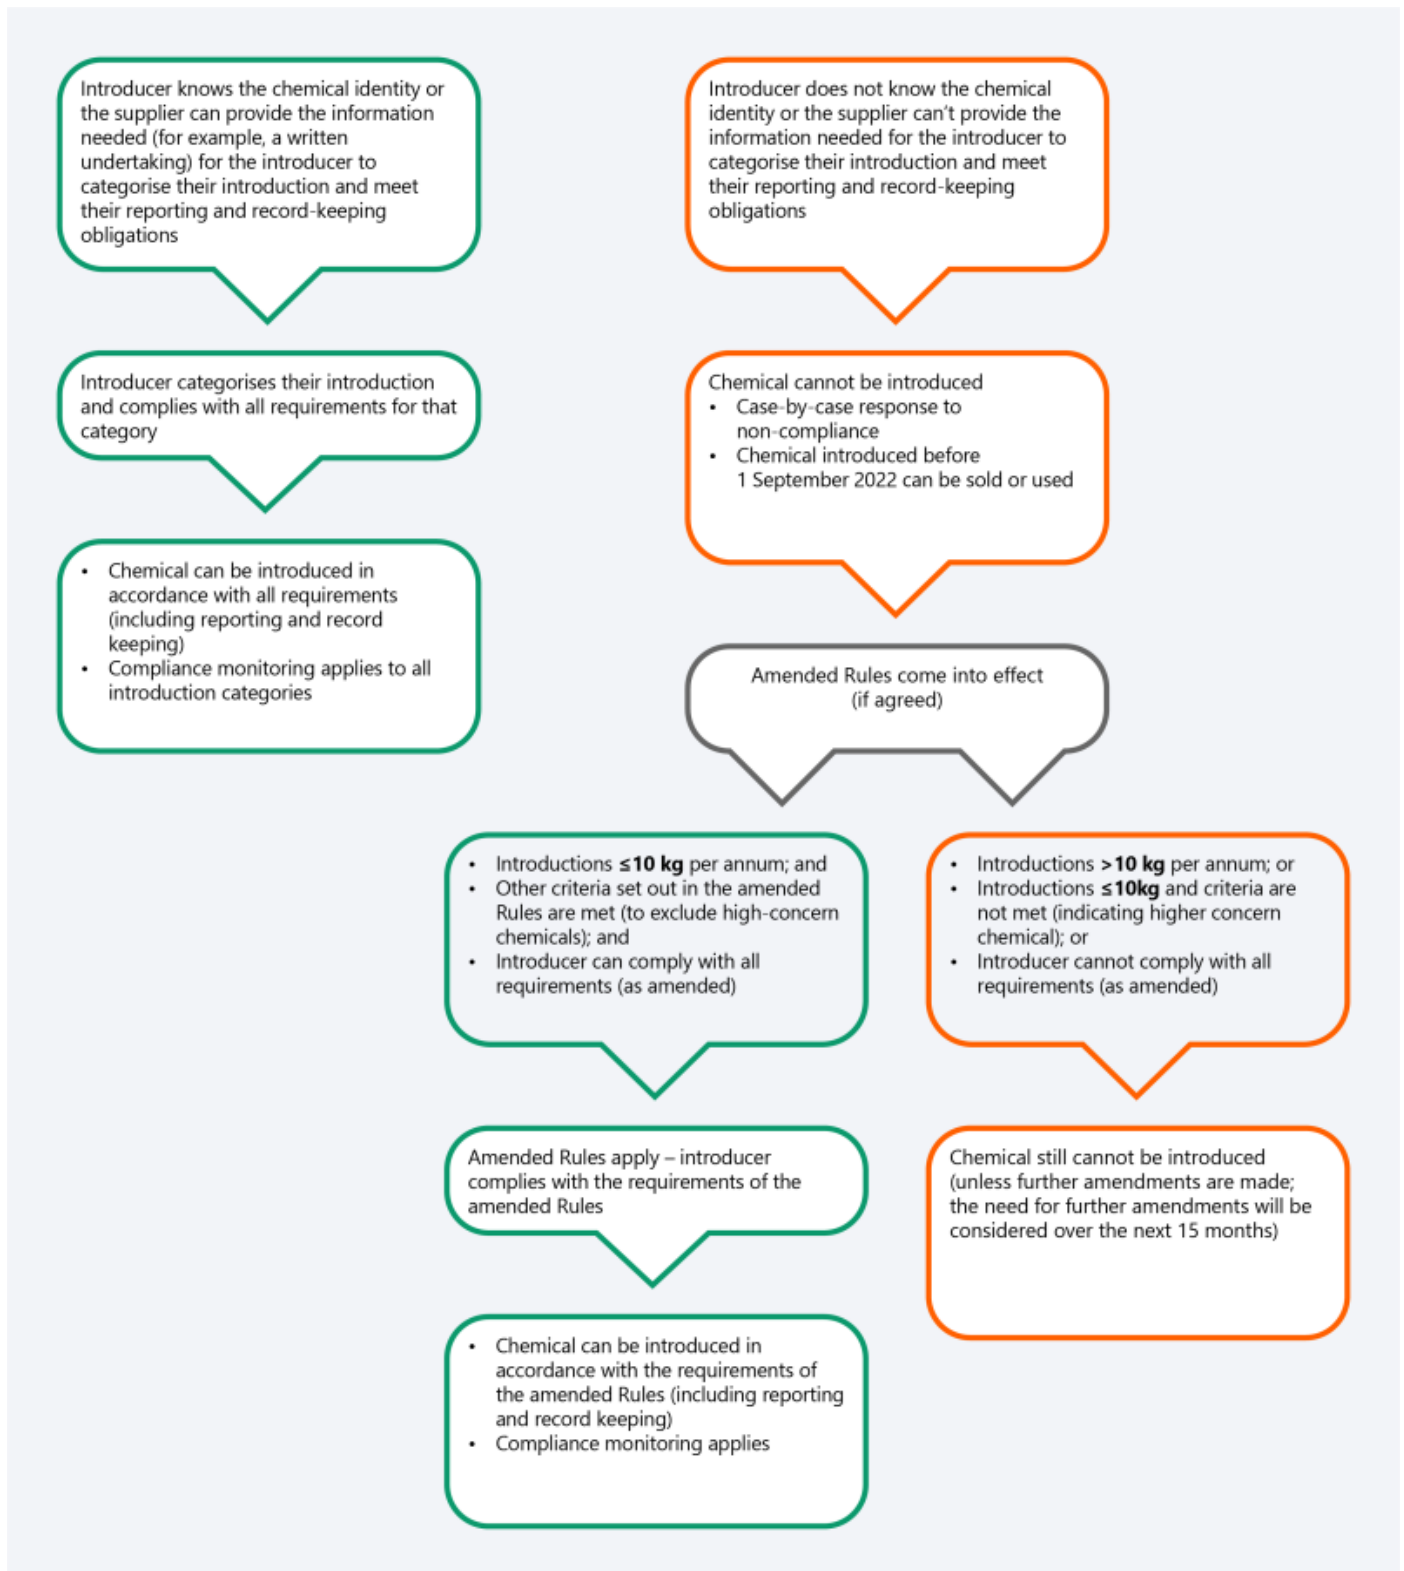 Introducer knows the chemical identity or
the supplier can provide the information
needed (for example, a written
undertaking) for the introducer to
categorise their introduction and meet
their reporting and record-keeping
obligations
Introducer categorises their introduction
and complies with all requirements for that
category
• Chemical can be introduced in
accordance with all requirements
(including reporting and record
keeping)
• Compliance monitoring applies to all
introduction categories
Introducer does not know the chemical
identity or the supplier can't provide the
information needed for the introducer to
categorise their introduction and meet
their reporting and record-keeping
obligations
Chemical cannot be introduced
• Case-by-case response to
non-compliance
• Chemical introduced before
1 September 2022 can be sold or used
Amended Rules come into effect
(if agreed)
• Introductions ≤10 kg per annum; and
• Other criteria set out in the amended
Rules are met (to exclude high-concern
chemicals); and
• Introducer can comply with all
requirements (as amended)
Amended Rules apply – introducer
complies with the requirements of the
amended Rules
• Chemical can be introduced in
accordance with the requirements of
the amended Rules (including reporting
and record keeping)
• Compliance monitoring applies
• Introductions >10 kg per annum; or
• Introductions ≤10kg and criteria are
not met (indicating higher concern
chemical); or
• Introducer cannot comply with all
requirements (as amended)
Chemical still cannot be introduced
(unless further amendments are made;
the need for further amendments will be
considered over the next 15 months)